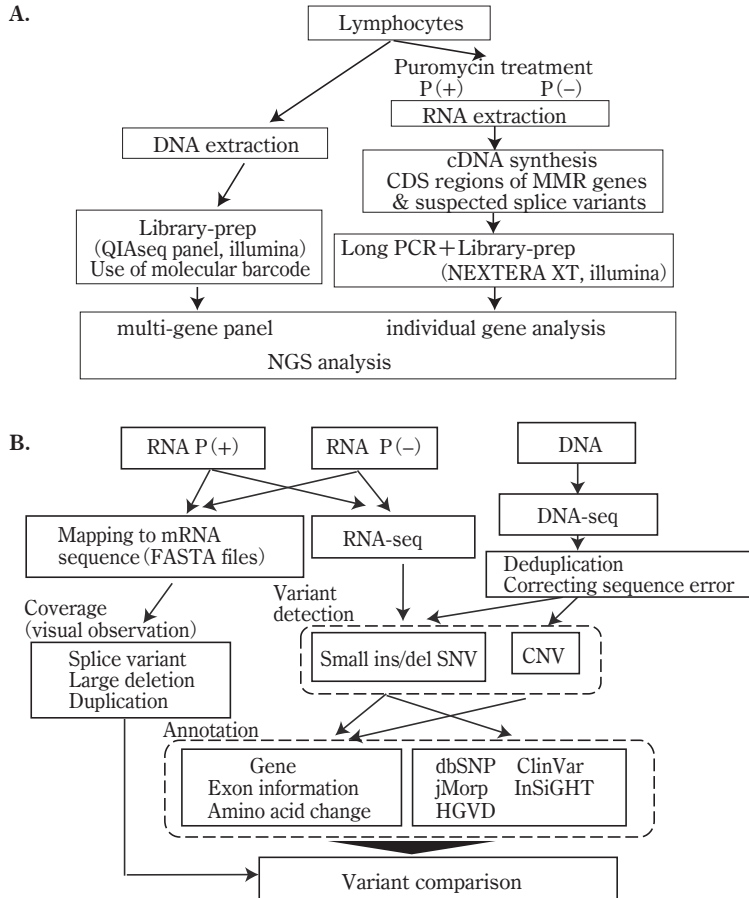 A.
Lymphocytes
Puromycin treatment
P(+) P(−)
RNA extraction
DNA extraction
cDNA synthesis
CDS regions of MMR genes
& suspected splice variants
Library-prep
(QIAseq panel, illumina)
Use of molecular barcode
Long PCR+Library-prep
(NEXTERA XT, illumina)
multi-gene panel individual gene analysis
NGS analysis
B.
RNA P(+) RNA P(−)
DNA
DNA-seq
Mapping to mRNA
sequence(FASTA files)
RNA-seq
Deduplication
Correcting sequence error
Coverage
(visual observation)
Variant
detection
Splice variant
Large deletion
Duplication
Small ins/del SNV
CNV
Annotation
Gene
Exon information
Amino acid change
dbSNP ClinVar
jMorp InSiGHT
HGVD
Variant comparison